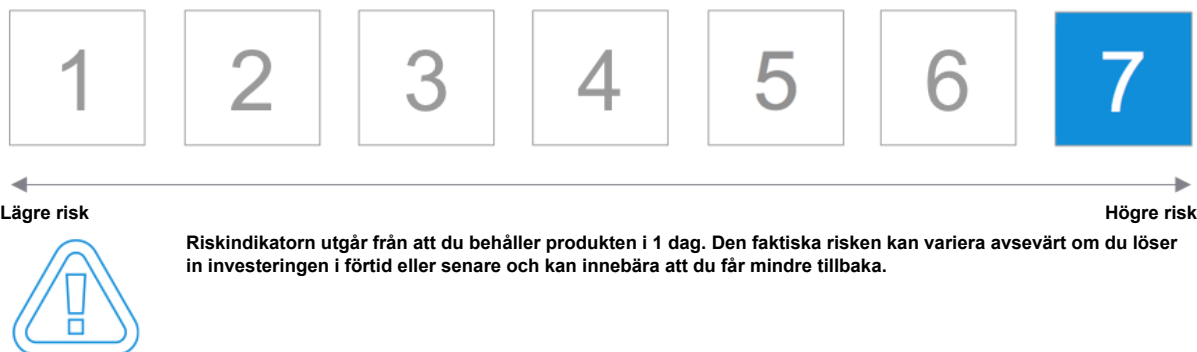 1 2 3 4 5 6 7
Lägre risk Högre risk
Riskindikatorn utgår från att du behåller produkten i 1 dag. Den faktiska risken kan variera avsevärt om du löser
in investeringen i förtid eller senare och kan innebära att du får mindre tillbaka.